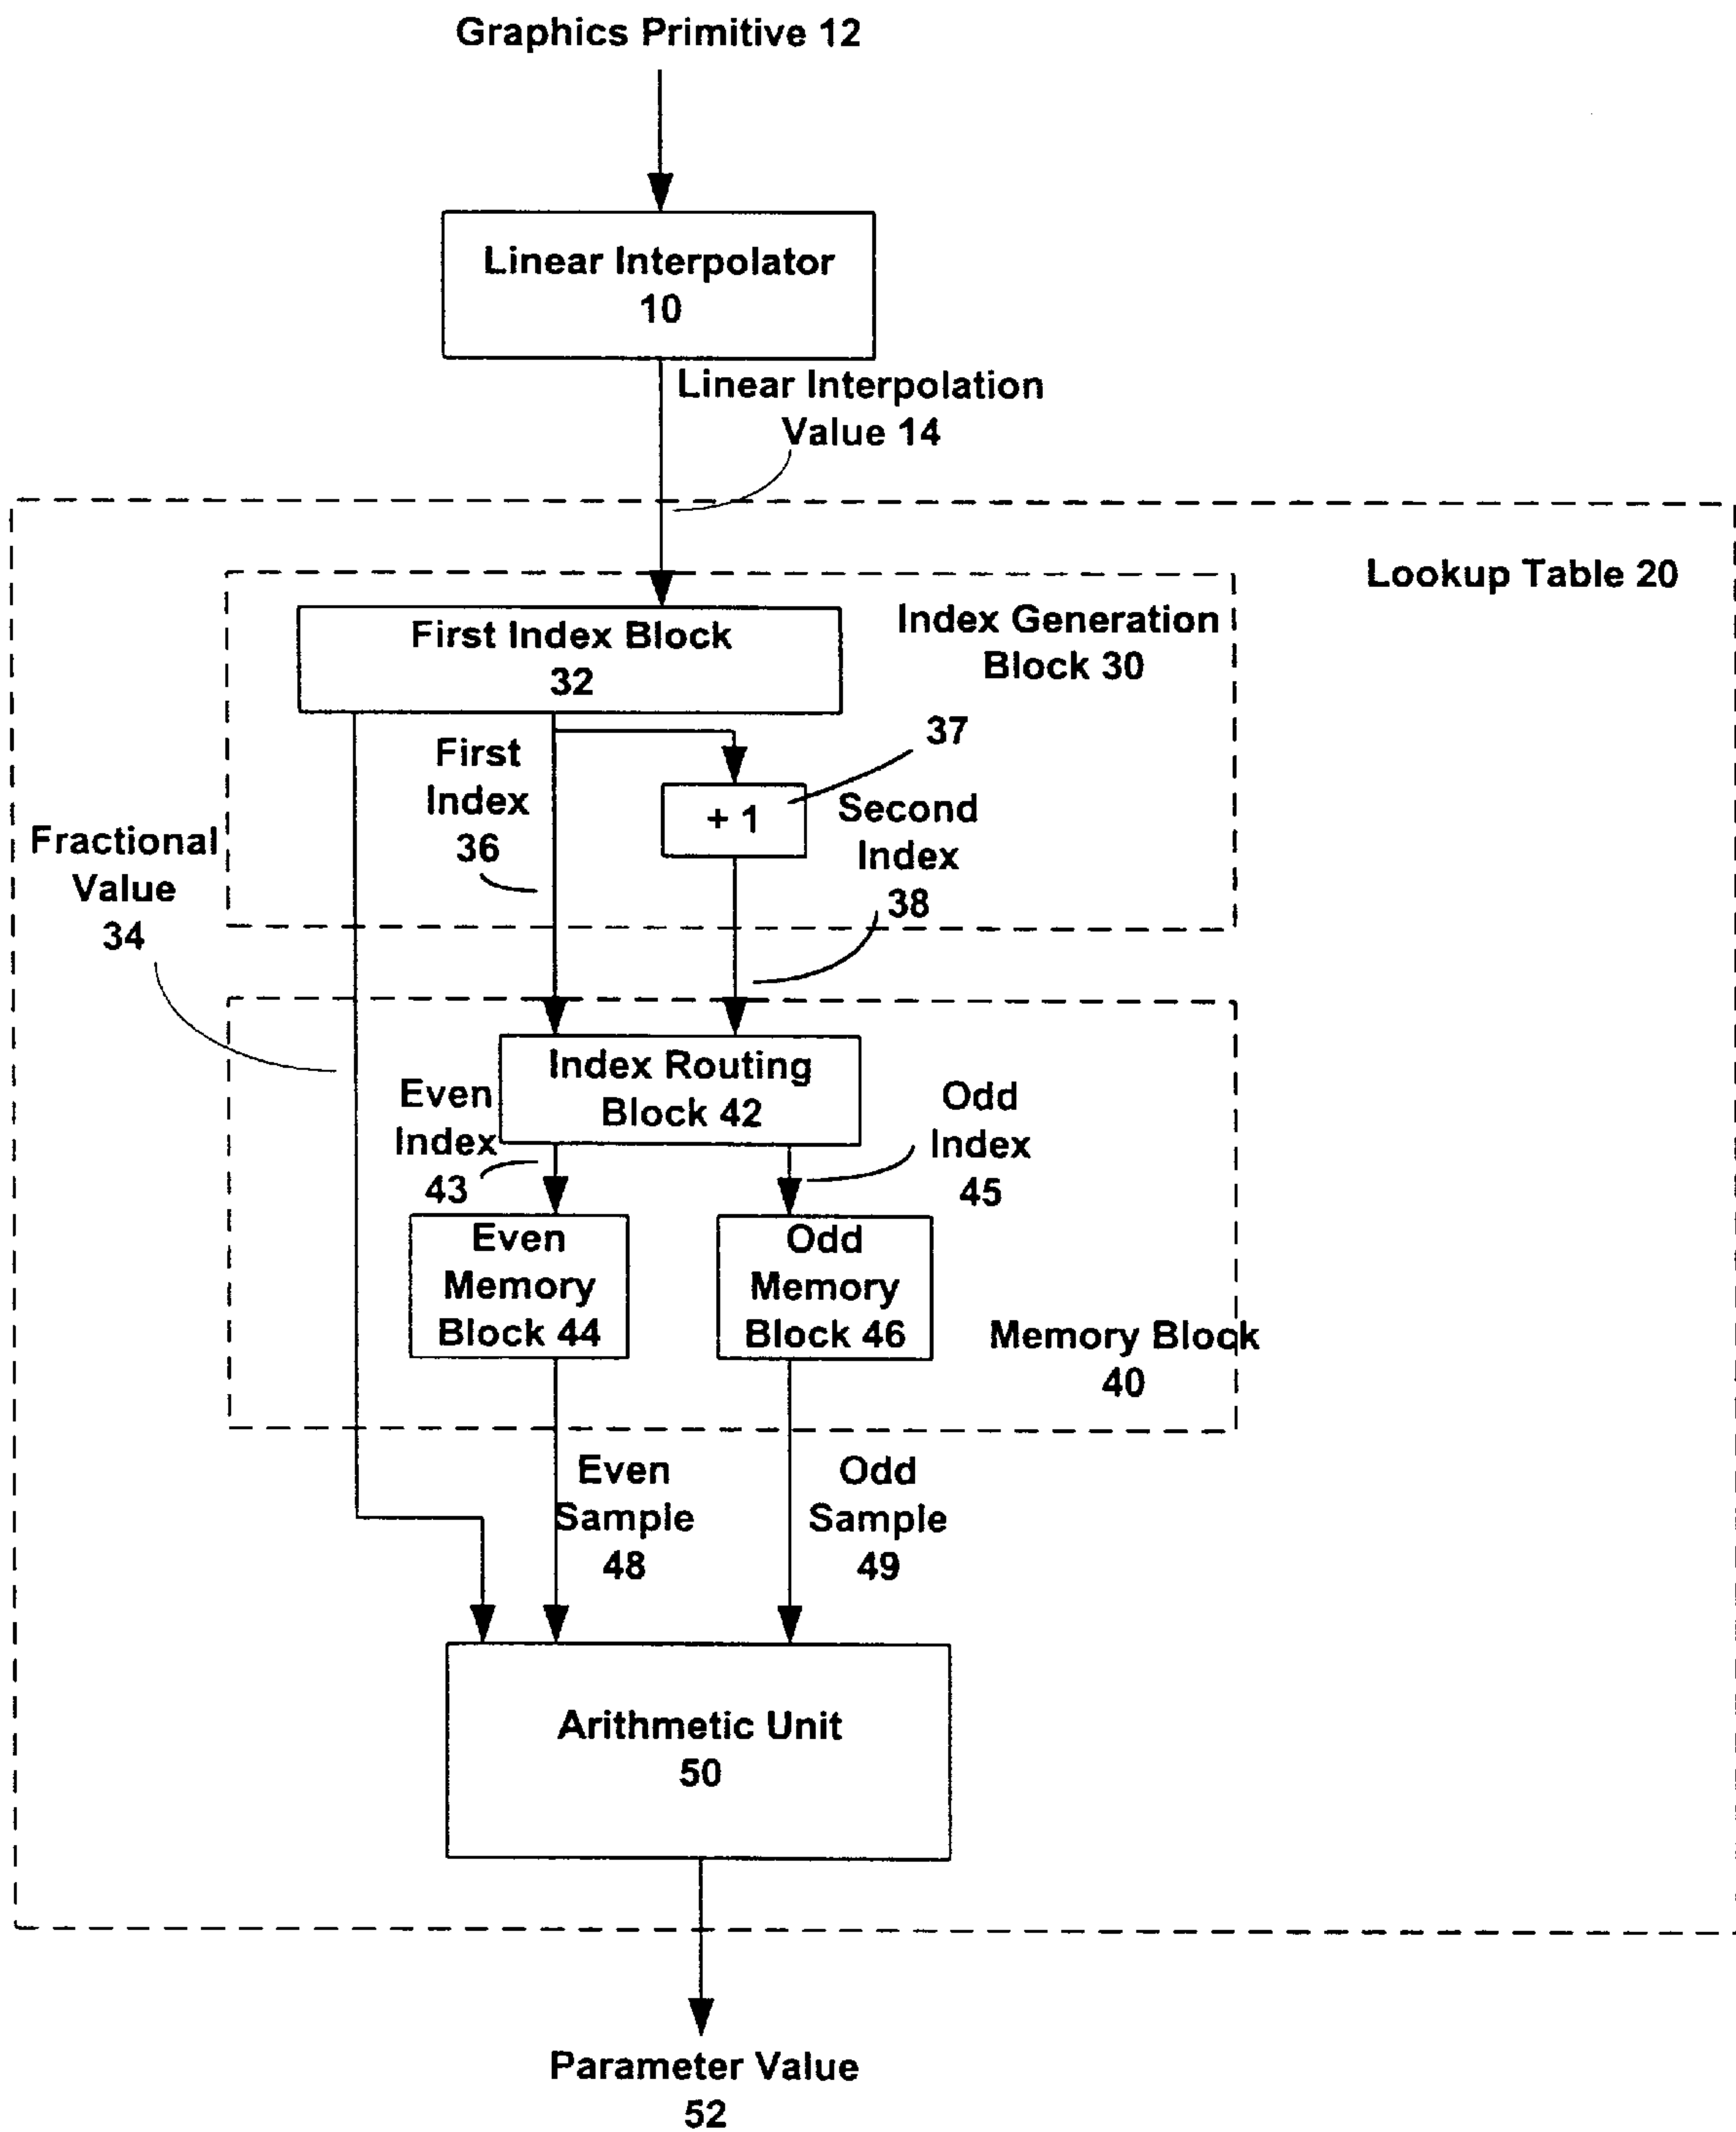 Graphics Primitive 12
Linear Interpolator
10
Linear Interpolation
Value 14
Lookup Table 20
First Index Block
32
Index Generation
Block 30
37
First
Index
36
+ 1
Second
Index
38
Fractional
Value
34
Index Routing
Block 42
Even
Index
43
Odd
Index
45
Even
Memory
Block 44
Odd
Memory
Block 46
Memory Block
40
Even
Sample
48
Odd
Sample
49
Arithmetic Unit
50
Parameter Value
52